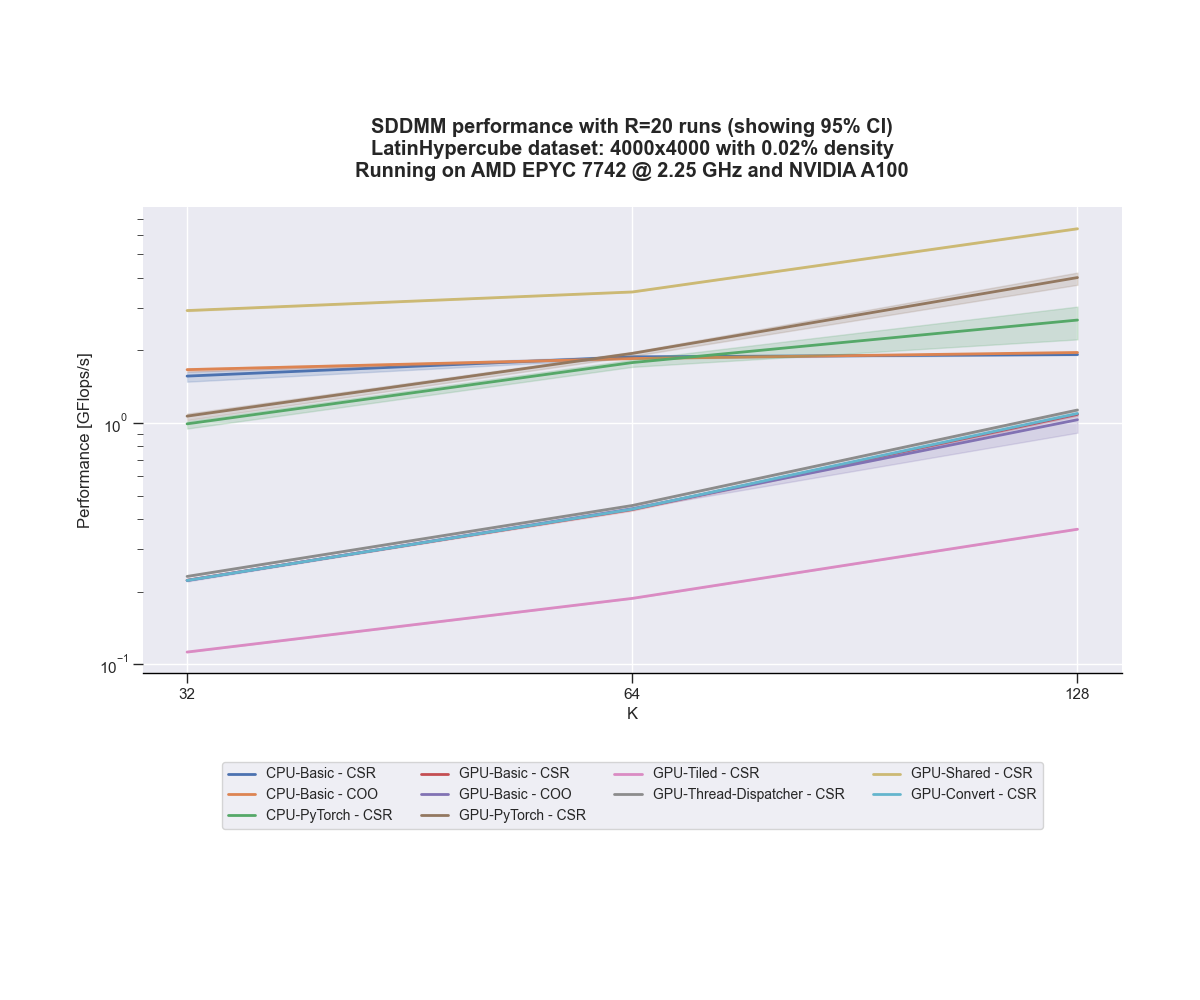 SDDMM performance with R=20 runs (showing 95% CI)
LatinHypercube dataset: 4000x4000 with 0.02% density
Running on AMD EPYC 7742 @ 2.25 GHz and NVIDIA A100
Performance [GFlops/s]
10^0
10^-1
32 64 128
K
CPU-Basic - CSR GPU-Basic - CSR GPU-Tiled - CSR GPU-Shared - CSR
CPU-Basic - COO GPU-Basic - COO GPU-Thread-Dispatcher - CSR GPU-Convert - CSR
CPU-PyTorch - CSR GPU-PyTorch - CSR